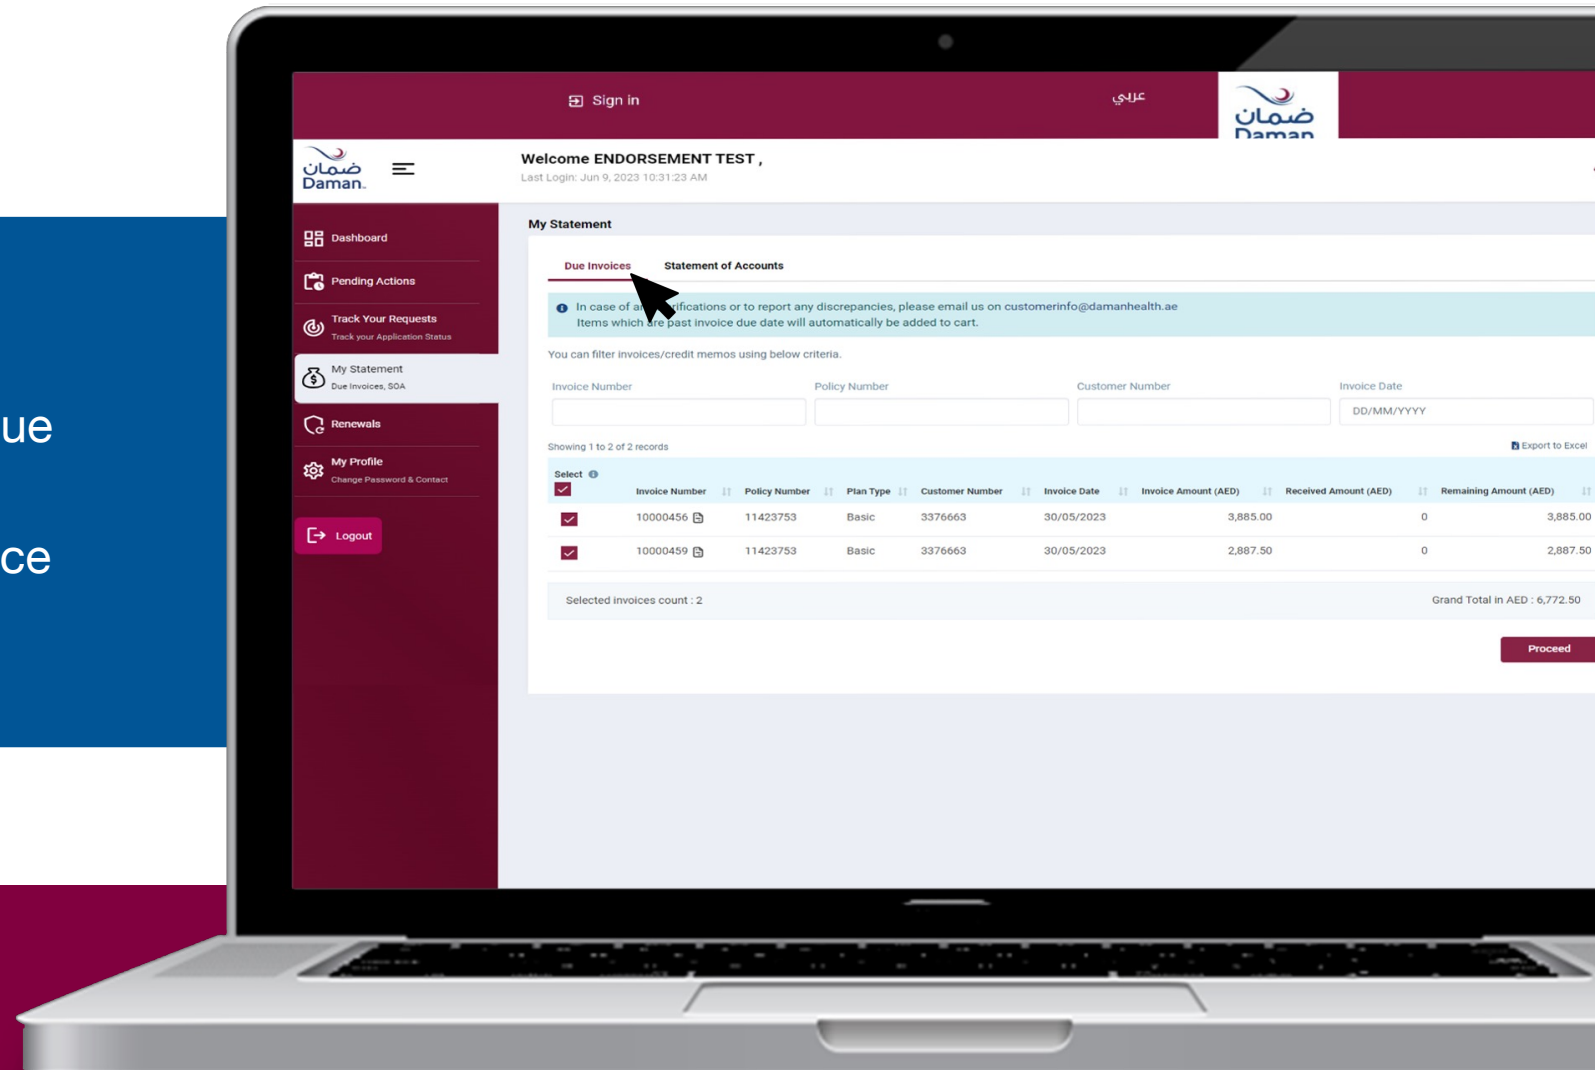 ue
ce
Sign in
عربي
ضمان
Daman
ضمان
Daman.
Welcome ENDORSEMENT TEST ,
Last Login: Jun 9, 2023 10:31:23 AM
Dashboard
Pending Actions
Track Your Requests
Track your Application Status
My Statement
Due Invoices, SOA
Renewals
My Profile
Change Password & Contact
Logout
My Statement
Due Invoices Statement of Accounts
In case of or to report any discrepancies, please email us on customerinfo@damanhealth.ae
Items which are past invoice due date will automatically be added to cart.
You can filter invoices/credit memos using below criteria.
Invoice Number Policy Number Customer Number Invoice Date
DD/MM/YYYY
Showing 1 to 2 of 2 records Export to Excel
Select
Invoice Number Policy Number Plan Type Customer Number Invoice Date Invoice Amount (AED) Received Amount (AED) Remaining Amount (AED)
10000456 11423753 Basic 3376663 30/05/2023 3,885.00 0 3,885.00
10000459 11423753 Basic 3376663 30/05/2023 2,887.50 0 2,887.50
Selected invoices count : 2 Grand Total in AED : 6,772.50
Proceed